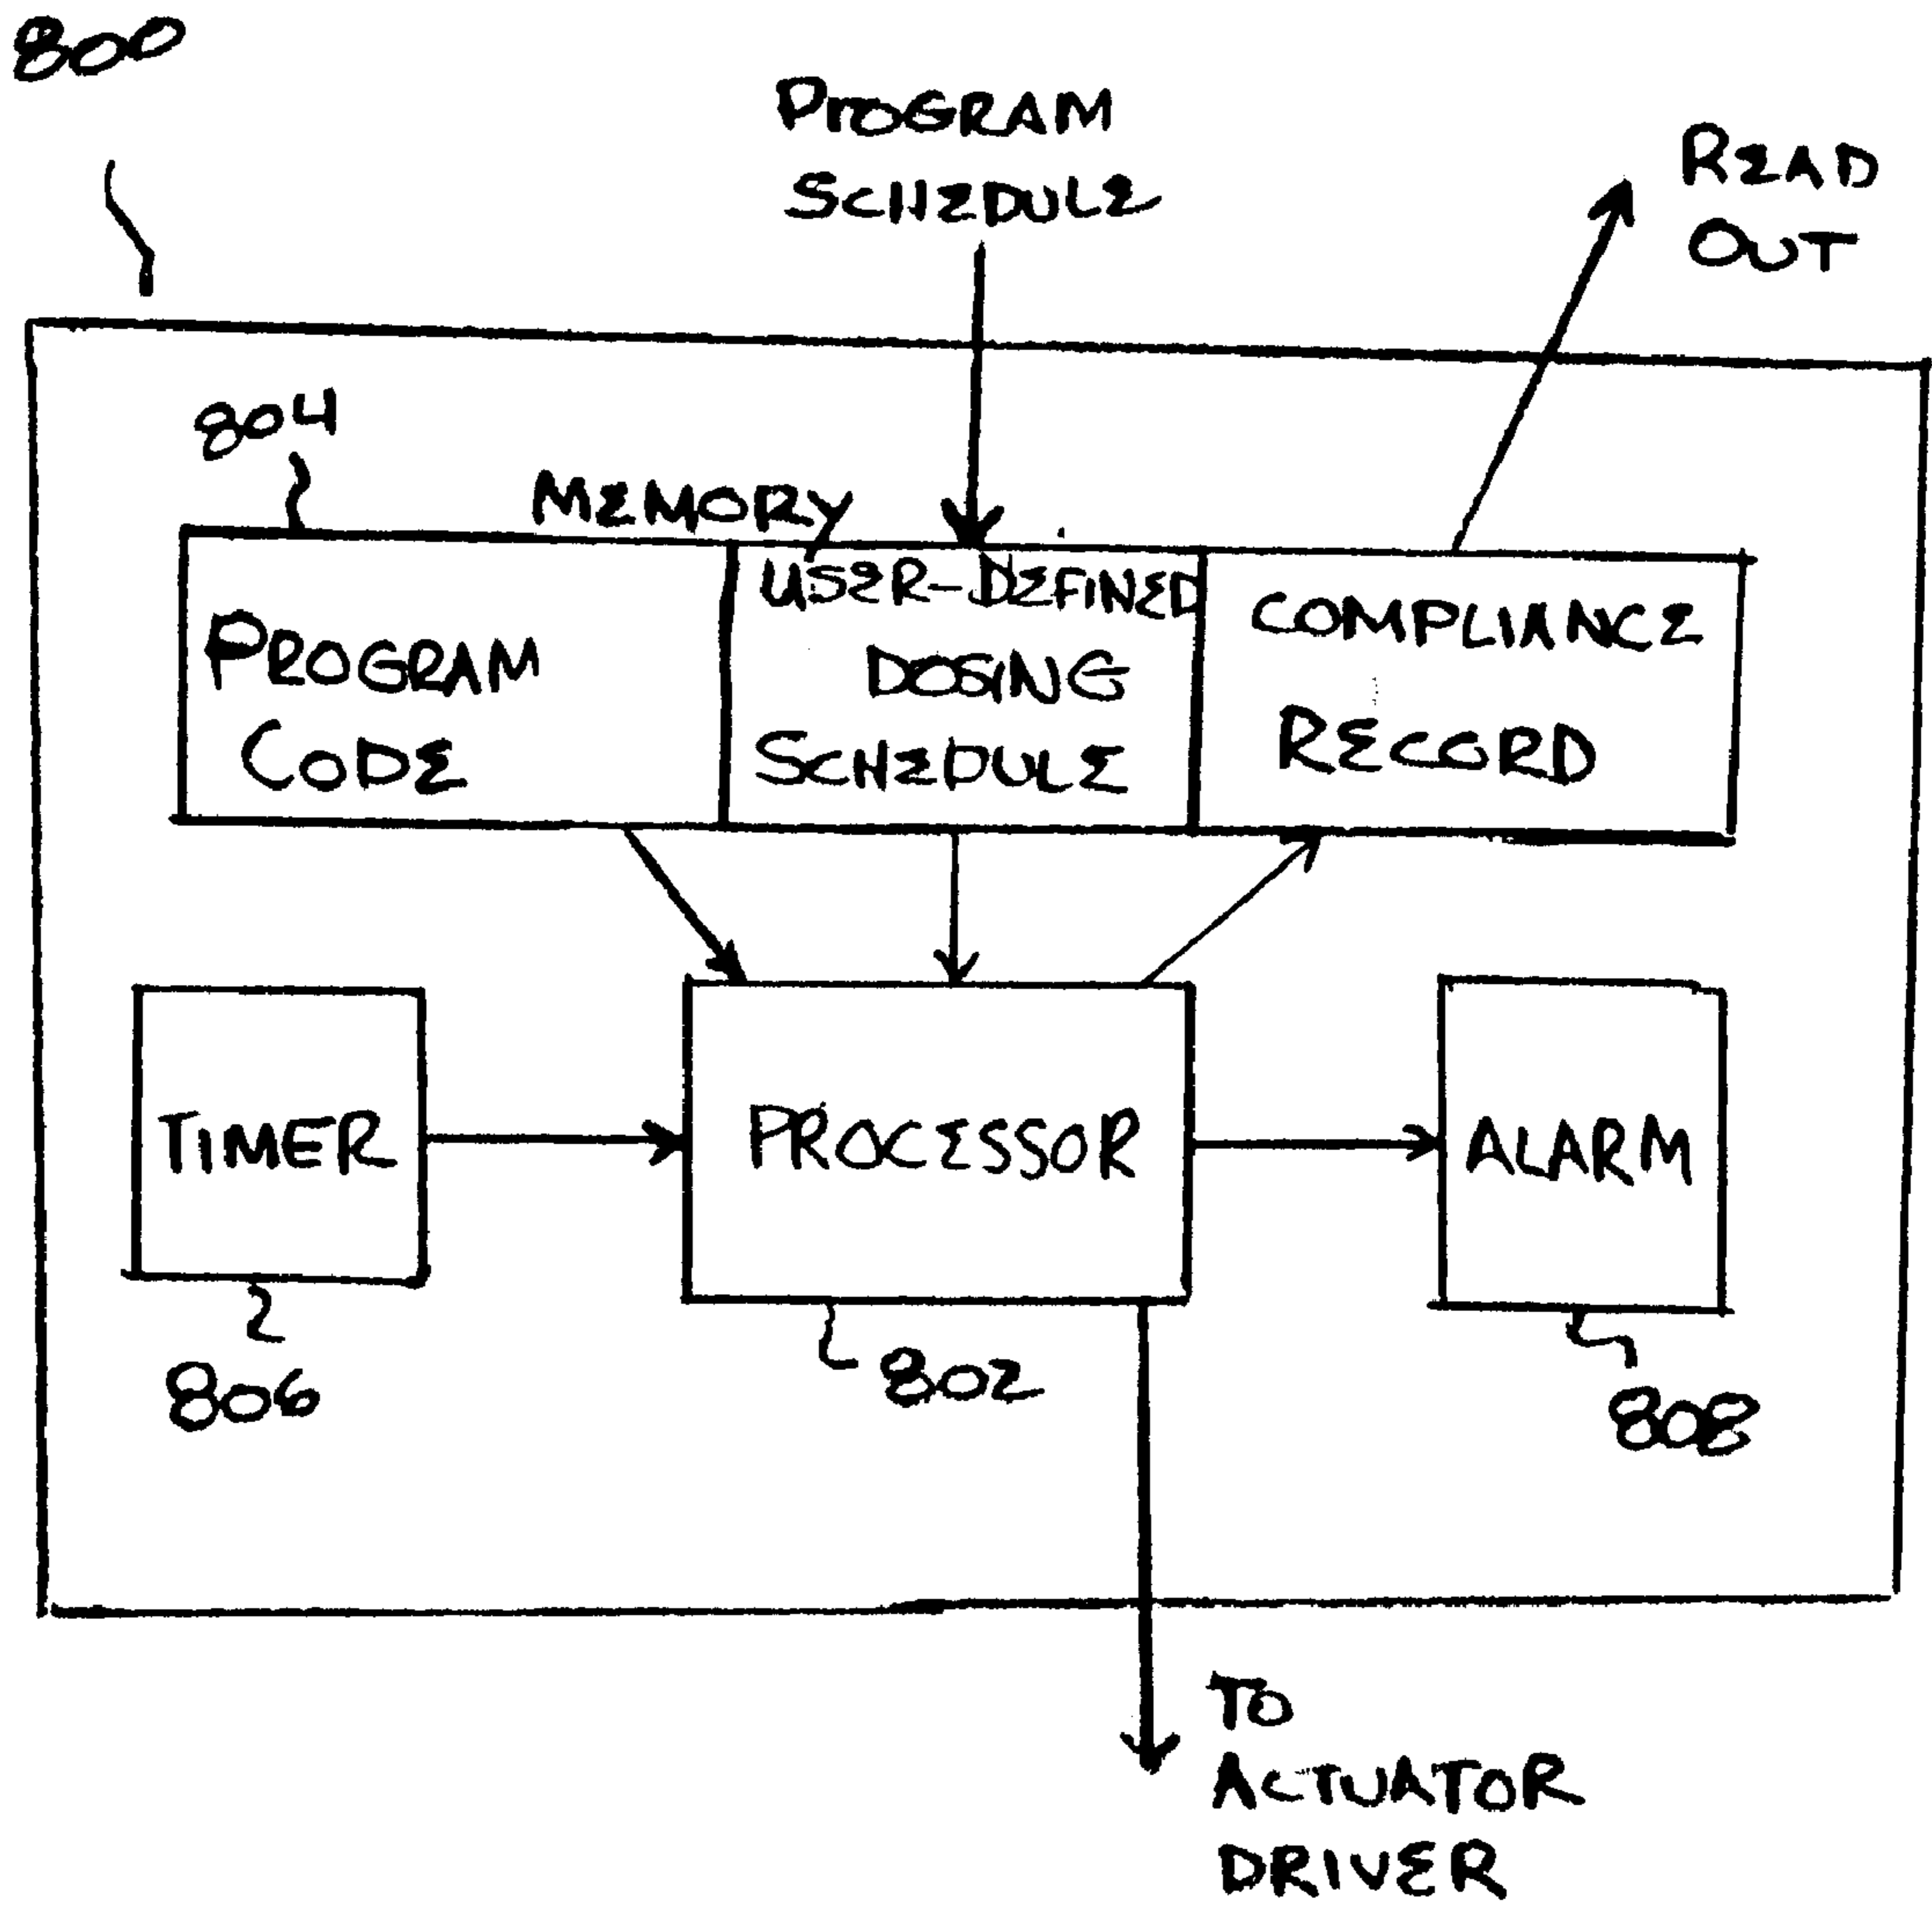 800
PROGRAM
SCHEDULE
READ
OUT
804
MEMORY
PROGRAM
CODE
USER-DEFINED
DOSING
SCHEDULE
COMPLIANCE
RECORD
TIMER
PROCESSOR
ALARM
806
802
808
TO
ACTUATOR
DRIVER